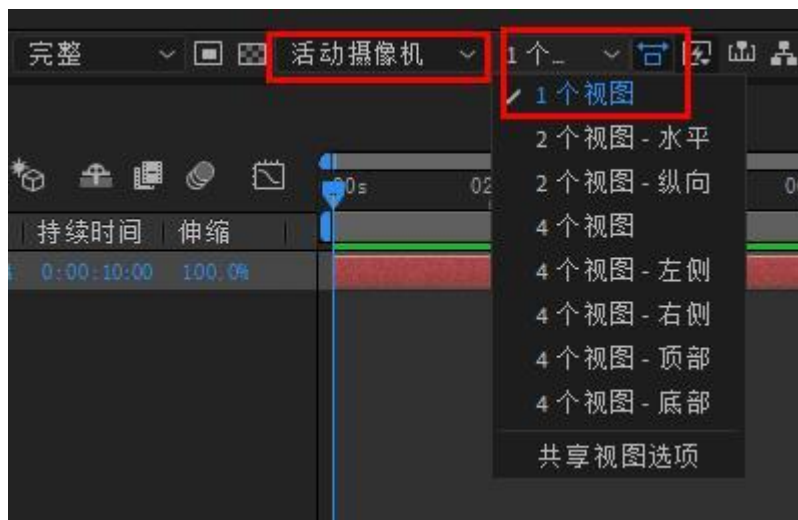 完整
活动摄像机
1个…
1个视图
2个视图-水平
00s
02
0
2个视图-纵向
持续时间
伸缩
4个视图
0:00:10:00
100.0%
4个视图-左侧
4个视图-右侧
4个视图-顶部
4个视图-底部
共享视图选项